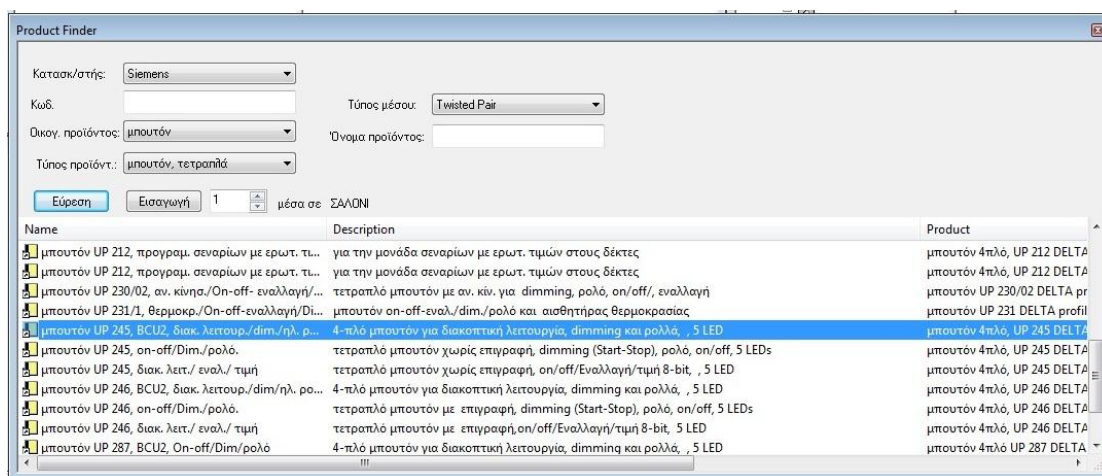 Product Finder
Κατασκ/στής: Siemens
Κωδ. Τύπος μέσου: Twisted Pair
Οικογ. προϊόντος: μπουτόν Όνομα προϊόντος:
Τύπος προϊόντ.: μπουτόν, τετραπλά
Εύρεση Εισαγωγή 1 μέσα σε ΣΑΛΟΝΙ
Name Description Product
μπουτόν UP 212, προγραμ. σεναρίων με ερωτ. τι... για την μονάδα σεναρίων με ερωτ. τιμών στους δέκτες μπουτόν 4πλό, UP 212 DELTA
μπουτόν UP 212, προγραμ. σεναρίων με ερωτ. τι... για την μονάδα σεναρίων με ερωτ. τιμών στους δέκτες μπουτόν 4πλό, UP 212 DELTA
μπουτόν UP 230/02, αν. κίνησ./On-off- εναλλαγή/... τετραπλό μπουτόν με αν. κίν. για dimming, ρολό, on/off/, εναλλαγή μπουτόν UP 230/02 DELTA pr
μπουτόν UP 231/1, θερμοκρ./On-off-εναλλαγή/Di... μπουτόν on-off-εναλ./dim./ρολό και αισθητήρας θερμοκρασίας μπουτόν UP 231 DELTA profil
μπουτόν UP 245, BCU2, διακ. λειτουρ./dim./ηλ. ρ... 4-πλό μπουτόν για διακοπτική λειτουργία, dimming και ρολλά, , 5 LED μπουτόν 4πλό, UP 245 DELTA
μπουτόν UP 245, on-off/Dim./ρολό. τετραπλό μπουτόν χωρίς επιγραφή, dimming (Start-Stop), ρολό, on/off, 5 LEDs μπουτόν 4πλό, UP 245 DELTA
μπουτόν UP 245, διακ. λειτ./ εναλ./ τιμή τετραπλό μπουτόν χωρίς επιγραφή, on/off/Εναλλαγή/τιμή 8-bit, , 5 LED μπουτόν 4πλό, UP 245 DELTA
μπουτόν UP 246, BCU2, διακ. λειτουρ./dim/ηλ. ρο... 4-πλό μπουτόν για διακοπτική λειτουργία, dimming και ρολλά, , 5 LED μπουτόν 4πλό, UP 246 DELTA
μπουτόν UP 246, on-off/Dim./ρολό. τετραπλό μπουτόν με επιγραφή, dimming (Start-Stop), ρολό, on/off, 5 LEDs μπουτόν 4πλό, UP 246 DELTA
μπουτόν UP 246, διακ. λειτ./ εναλ./ τιμή τετραπλό μπουτόν με επιγραφή,on/off/Εναλλαγή/τιμή 8-bit, 5 LED μπουτόν 4πλό, UP 246 DELTA
μπουτόν UP 287, BCU2, On-off/Dim/ρολό 4-πλό μπουτόν για διακοπτική λειτουργία, dimming και ρολλά, , 5 LED μπουτόν 4πλό UP 287 DELTA